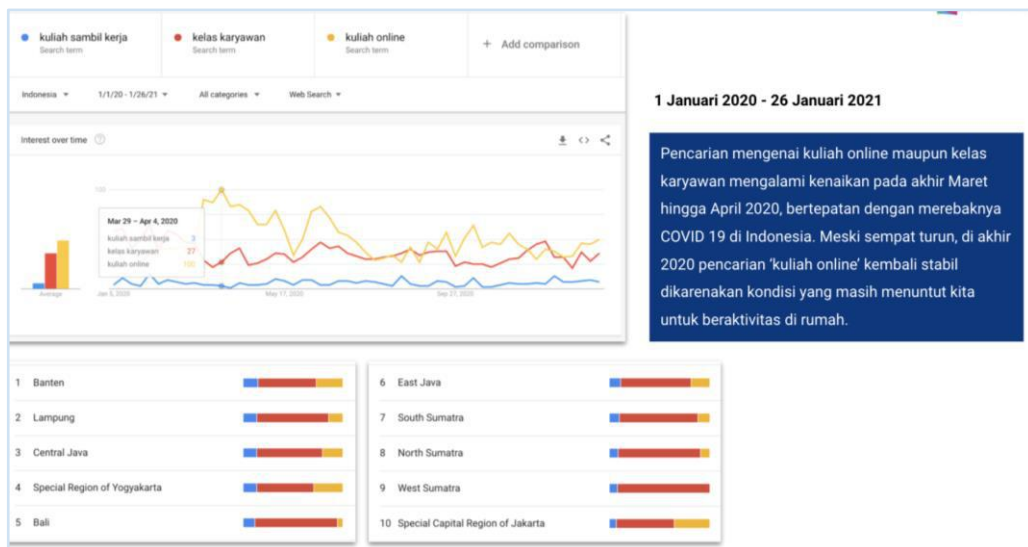 kuliah sambil kerja
Search term
kelas karyawan
Search term
kuliah online
Search term
+ Add comparison
Indonesia
1/1/20 - 1/26/21
All categories
Web Search
Interest over time
100
Mar 29 – Apr 4, 2020
kuliah sambil kerja 3
kelas karyawan 27
kuliah online 100
Average
Jan 5, 2020
May 17, 2020
Sep 27, 2020
1 Januari 2020 - 26 Januari 2021
Pencarian mengenai kuliah online maupun kelas
karyawan mengalami kenaikan pada akhir Maret
hingga April 2020, bertepatan dengan merebaknya
COVID 19 di Indonesia. Meski sempat turun, di akhir
2020 pencarian ‘kuliah online’ kembali stabil
dikarenakan kondisi yang masih menuntut kita
untuk beraktivitas di rumah.
1 Banten
2 Lampung
3 Central Java
4 Special Region of Yogyakarta
5 Bali
6 East Java
7 South Sumatra
8 North Sumatra
9 West Sumatra
10 Special Capital Region of Jakarta